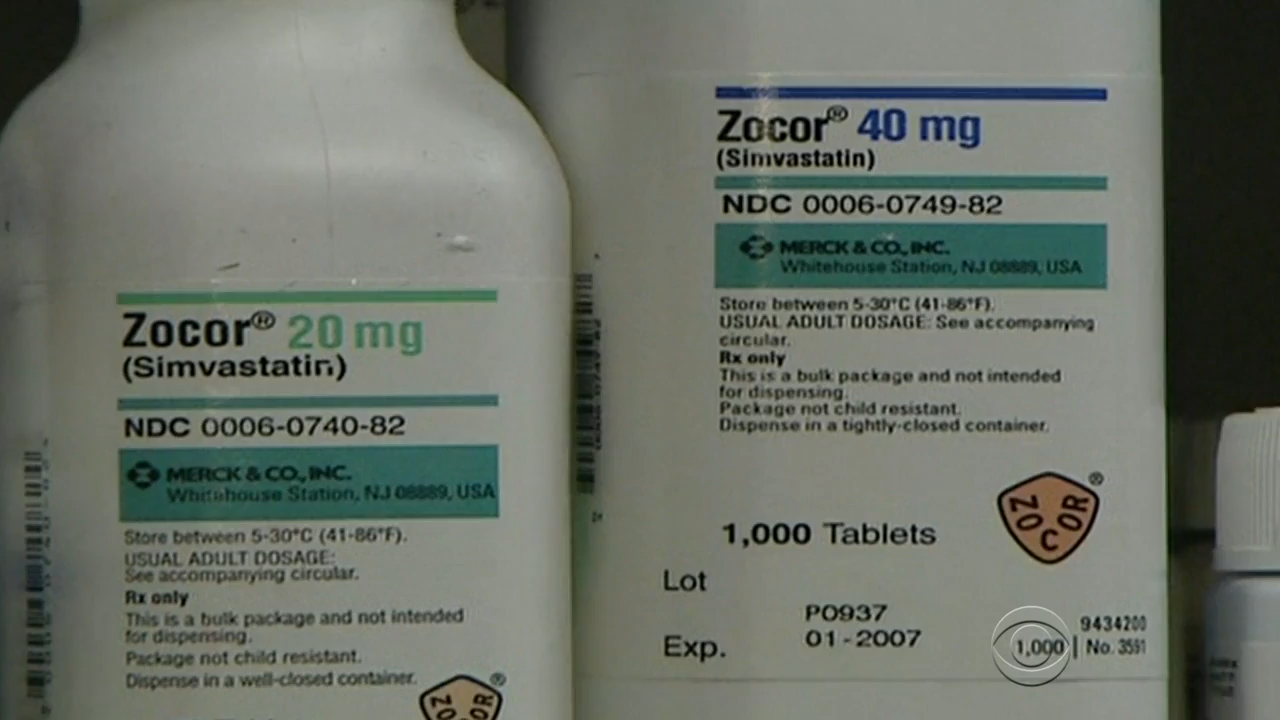 Zocor® 20 mg
(Simvastatin)
NDC 0006-0740-82
MERCK & CO., INC.
Whitehouse Station, NJ 08889, USA
Store between 5-30°C (41-86°F).
USUAL ADULT DOSAGE:
See accompanying circular.
Rx only
This is a bulk package and not intended
for dispensing.
Package not child resistant.
Dispense in a well-closed container.
ZOCOR®
Zocor® 40 mg
(Simvastatin)
NDC 0006-0749-82
MERCK & CO., INC.
Whitehouse Station, NJ 08889, USA
Store between 5-30°C (41-86°F).
USUAL ADULT DOSAGE: See accompanying
circular.
Rx only
This is a bulk package and not intended
for dispensing.
Package not child resistant.
Dispense in a tightly-closed container.
ZOCOR®
1,000 Tablets
Lot
P0937
Exp. 01-2007
9434200
1,000 | No. 3591